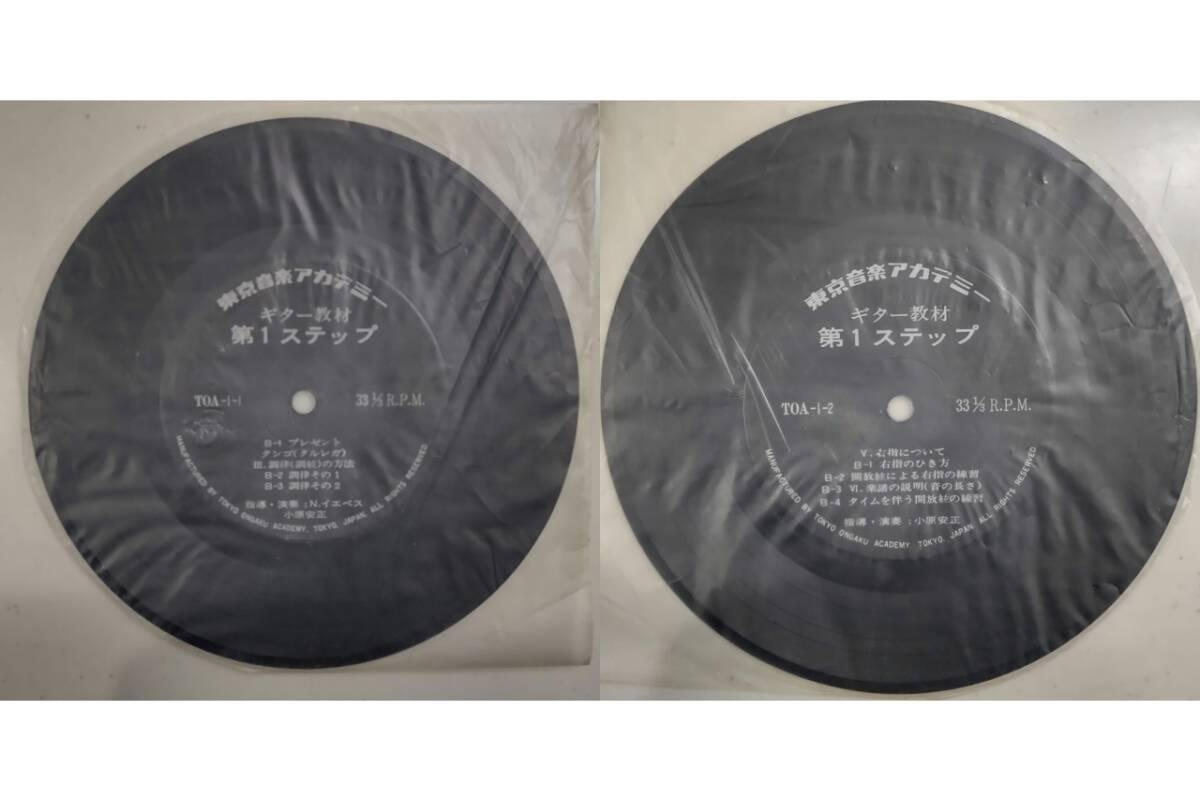 東京音楽アカデミー
ギター教材
第1ステップ
TOA-1-1
33 1/3 R.P.M.
B-1 プレゼント
タンゴ(タルレガ)
III.調律(調絃)の方法
B-2 調律その1
B-3 調律その2
指導・演奏:N.イエペス
小原安正
MANUFACTURED BY TOKYO ONGAKU ACADEMY, TOKYO, JAPAN. ALL RIGHTS RESERVED
東京音楽アカデミー
ギター教材
第1ステップ
TOA-1-2
33 1/3 R.P.M.
V.右指について
B-1 右指のひき方
B-2 開放絃による右指の練習
B-3 VI.楽譜の説明(音の長さ)
B-4 タイムを伴う開放絃の練習
指導・演奏:小原安正
MANUFACTURED BY TOKYO ONGAKU ACADEMY, TOKYO, JAPAN. ALL RIGHTS RESERVED